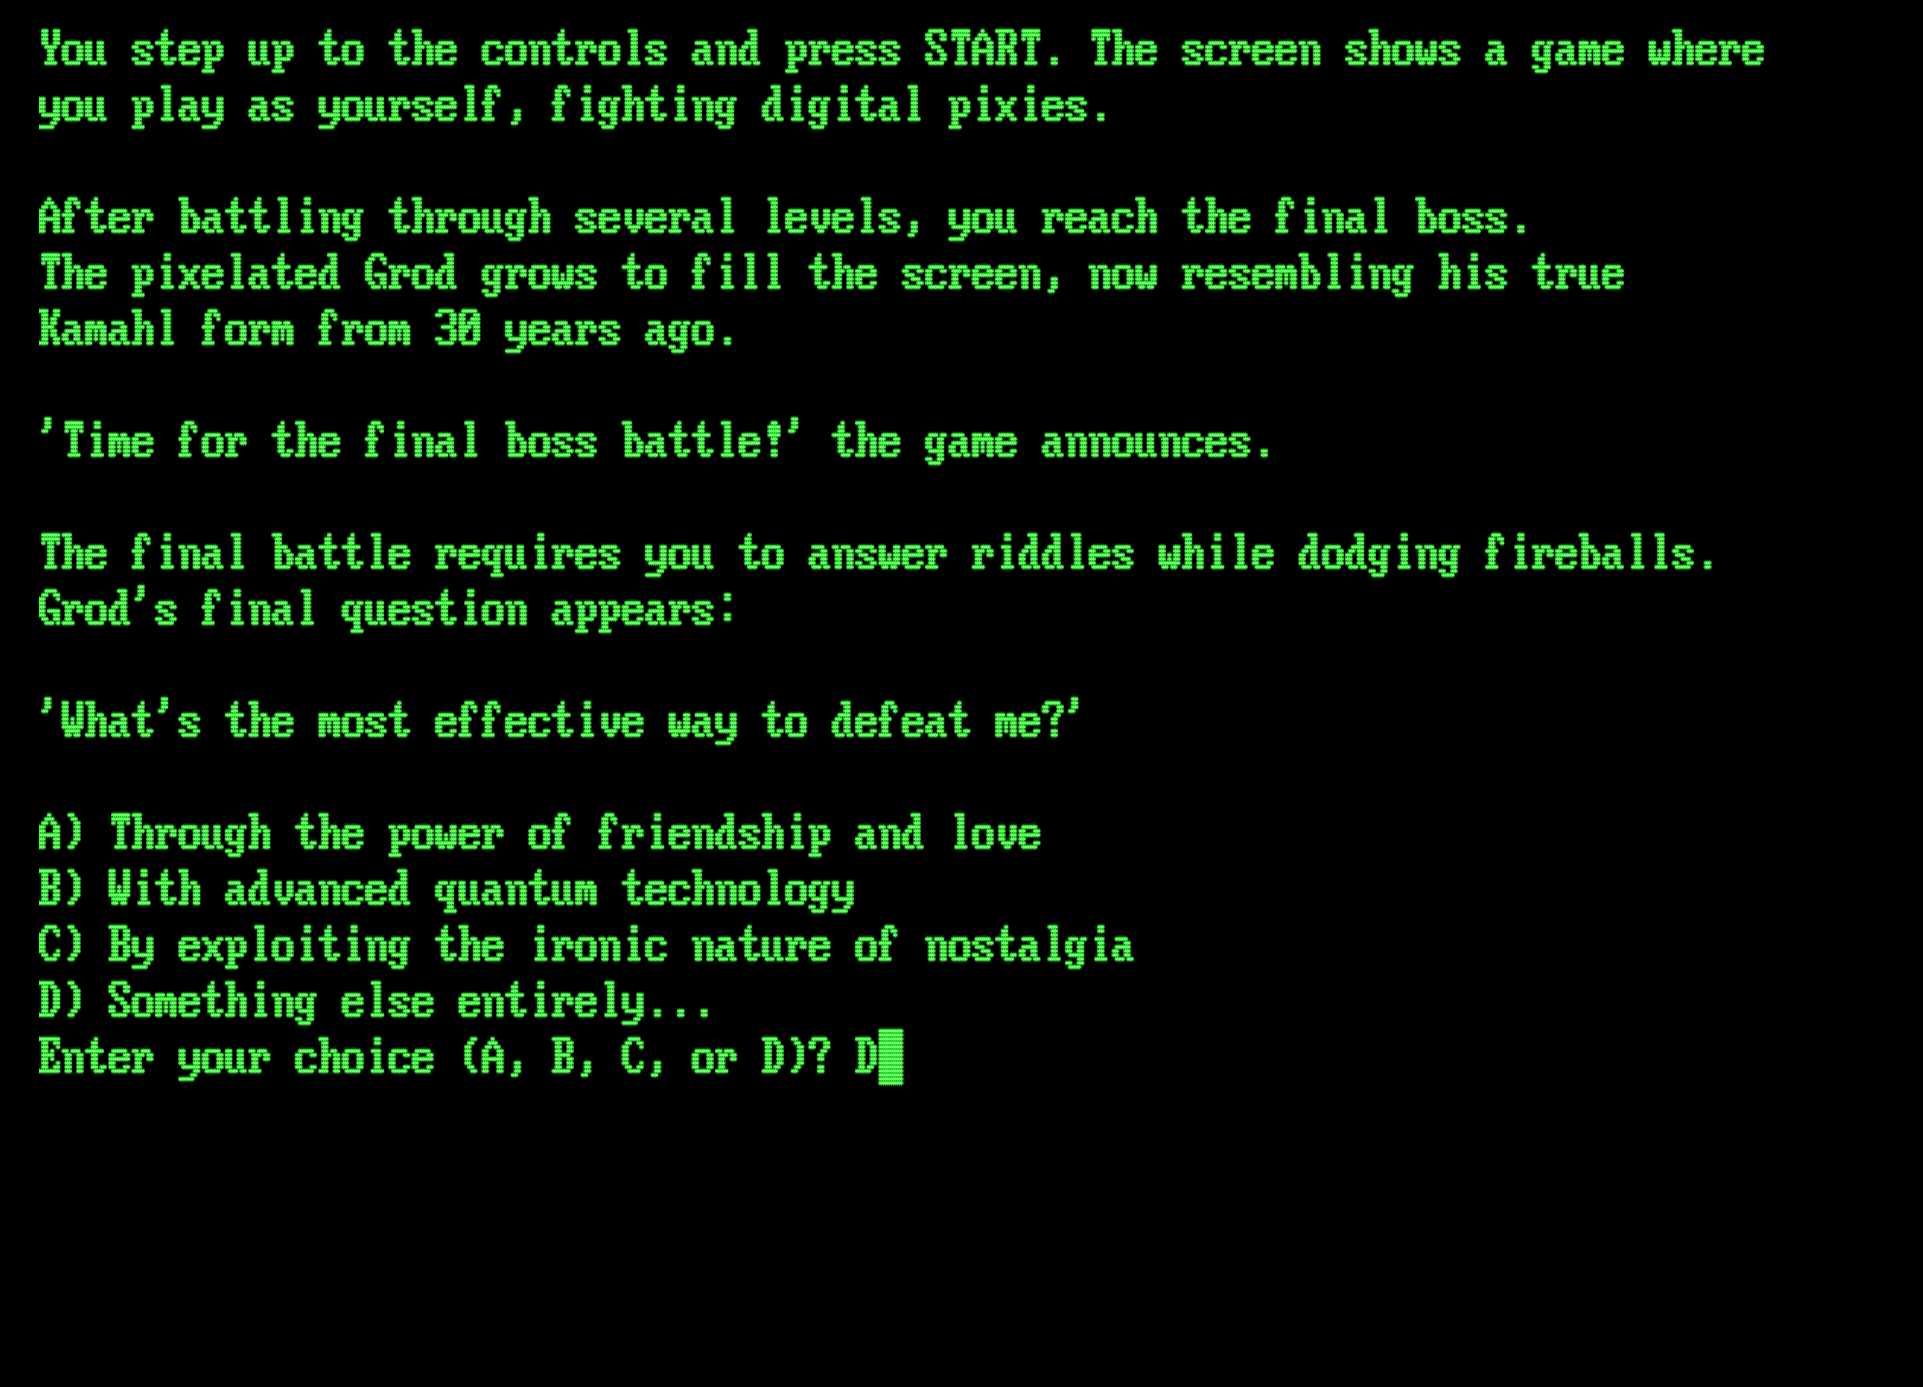 You step up to the controls and press START. The screen shows a game where
you play as yourself, fighting digital pixies.
After battling through several levels, you reach the final boss.
The pixelated Grod grows to fill the screen, now resembling his true
Kamahl form from 30 years ago.
'Time for the final boss battle!' the game announces.
The final battle requires you to answer riddles while dodging fireballs.
Grod's final question appears:
'What's the most effective way to defeat me?'
A) Through the power of friendship and love
B) With advanced quantum technology
C) By exploiting the ironic nature of nostalgia
D) Something else entirely...
Enter your choice (A, B, C, or D)? D